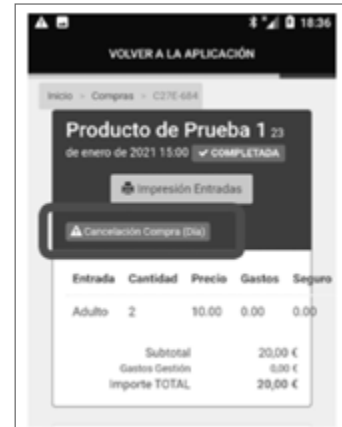 18:36
VOLVER A LA APLICACIÓN
Inicio - Compras - C27E-684
Producto de Prueba 1 23
de enero de 2021 15:00 ✔ COMPLETADA
Impresión Entradas
Cancelación Compra (Día)
Entrada Cantidad Precio Gastos Seguro
Adulto 2 10.00 0.00 0.00
Subtotal 20,00 €
Gastos Gestión 0,00 €
Importe TOTAL 20,00 €